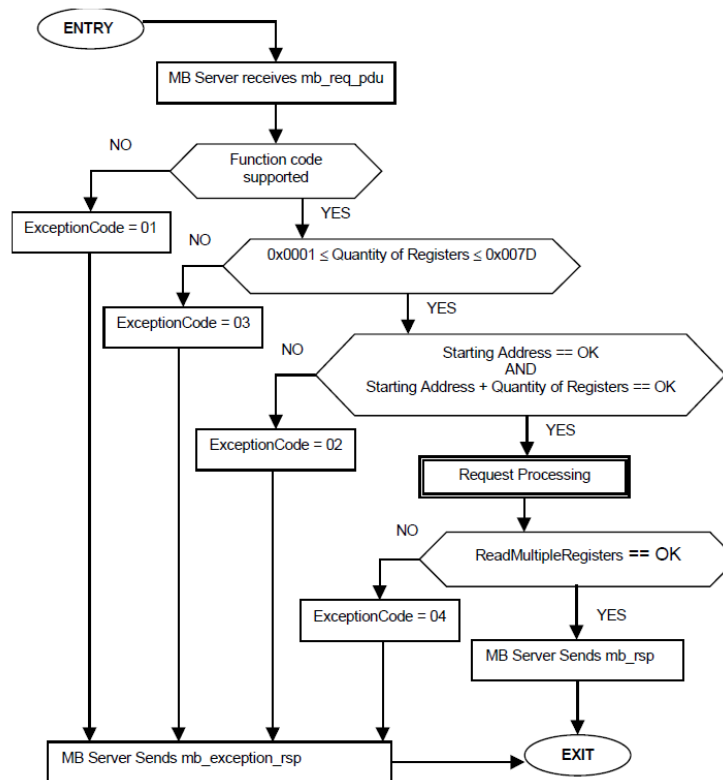 ENTRY
MB Server receives mb_req_pdu
NO
Function code
supported
YES
ExceptionCode = 01
NO
0x0001 ≤ Quantity of Registers ≤ 0x007D
YES
ExceptionCode = 03
NO
Starting Address == OK
AND
Starting Address + Quantity of Registers == OK
YES
ExceptionCode = 02
Request Processing
NO
ReadMultipleRegisters == OK
YES
ExceptionCode = 04
MB Server Sends mb_rsp
MB Server Sends mb_exception_rsp
EXIT